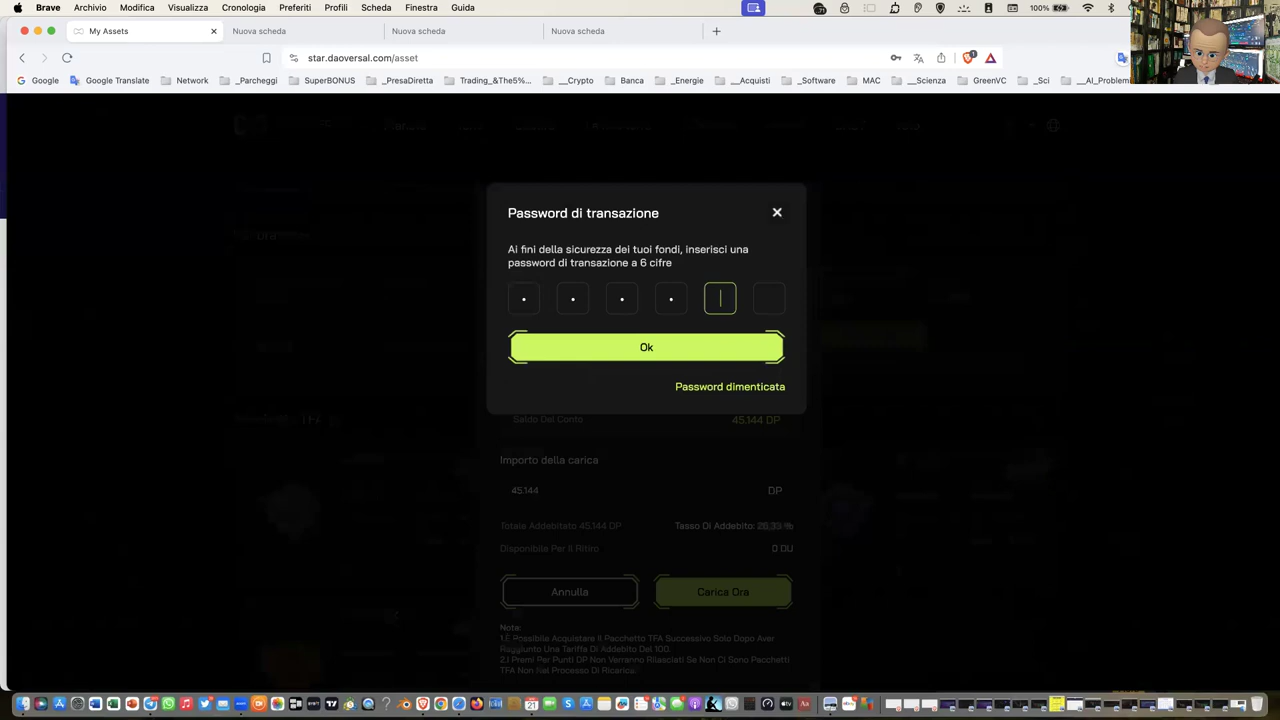 Brave Archivio Modifica Visualizza Cronologia Preferiti Profili Scheda Finestra Guida 100%
My Assets Nuova scheda Nuova scheda Nuova scheda
star.daoversal.com/asset
Google Google Translate Network _Parcheggi SuperBONUS _PresaDiretta Trading_&The5%... __Crypto Banca _Energie __Acquisti _Software MAC __Scienza GreenVC _Sci __AI_Problem
Password di transazione
Ai fini della sicurezza dei tuoi fondi, inserisci una
password di transazione a 6 cifre
Ok
Password dimenticata
Saldo Del Conto 45.144 DP
Importo della carica
45.144 DP
Totale Addebitato 45.144 DP Tasso Di Addebito:
Disponibile Per Il Ritiro 0 DU
Annulla Carica Ora
Nota:
1.È Possibile Acquistare Il Pacchetto TFA Successivo Solo Dopo Aver
Raggiunto Una Tariffa Di Addebito Del 100.
2.I Premi Per Punti DP Non Verranno Rilasciati Se Non Ci Sono Pacchetti
TFA Nel Processo Di Ricarica.